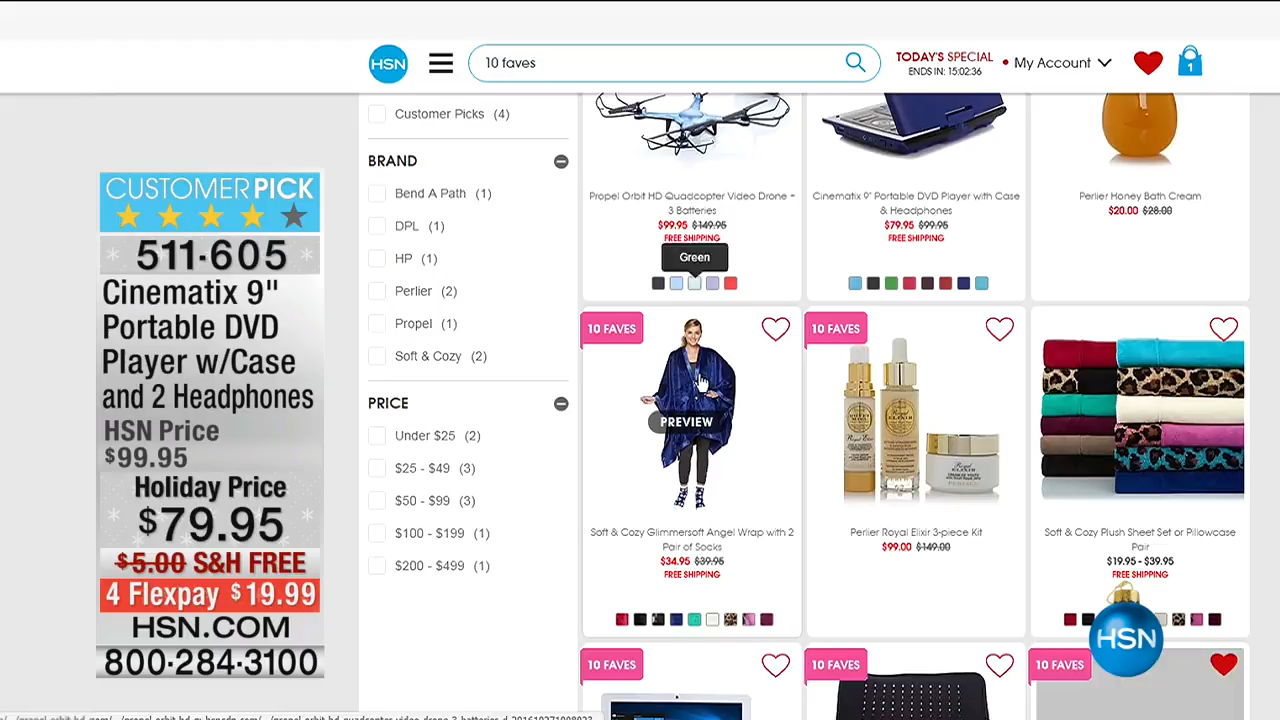 HSN
10 faves
TODAY'S SPECIAL
ENDS IN: 15:02:36
My Account
1
CUSTOMER PICK
511-605
Cinematix 9"
Portable DVD
Player w/Case
and 2 Headphones
HSN Price
$99.95
Holiday Price
$79.95
$5.00 S&H FREE
4 Flexpay $19.99
HSN.COM
800-284-3100
Customer Picks (4)
BRAND
Bend A Path (1)
DPL (1)
HP (1)
Perlier (2)
Propel (1)
Soft & Cozy (2)
PRICE
Under $25 (2)
$25 - $49 (3)
$50 - $99 (3)
$100 - $199 (1)
$200 - $499 (1)
Propel Orbit HD Quadcopter Video Drone -
3 Batteries
$99.95 $149.95
FREE SHIPPING
Green
Cinematix 9" Portable DVD Player with Case
& Headphones
$79.95 $99.95
FREE SHIPPING
Perlier Honey Bath Cream
$20.00 $28.00
10 FAVES
PREVIEW
Soft & Cozy Glimmersoft Angel Wrap with 2
Pair of Socks
$34.95 $39.95
FREE SHIPPING
10 FAVES
Perlier Royal Elixir 3-piece Kit
$99.00 $149.00
Soft & Cozy Plush Sheet Set or Pillowcase
Pair
$19.95 - $39.95
FREE SHIPPING
HSN
10 FAVES
10 FAVES
10 FAVES